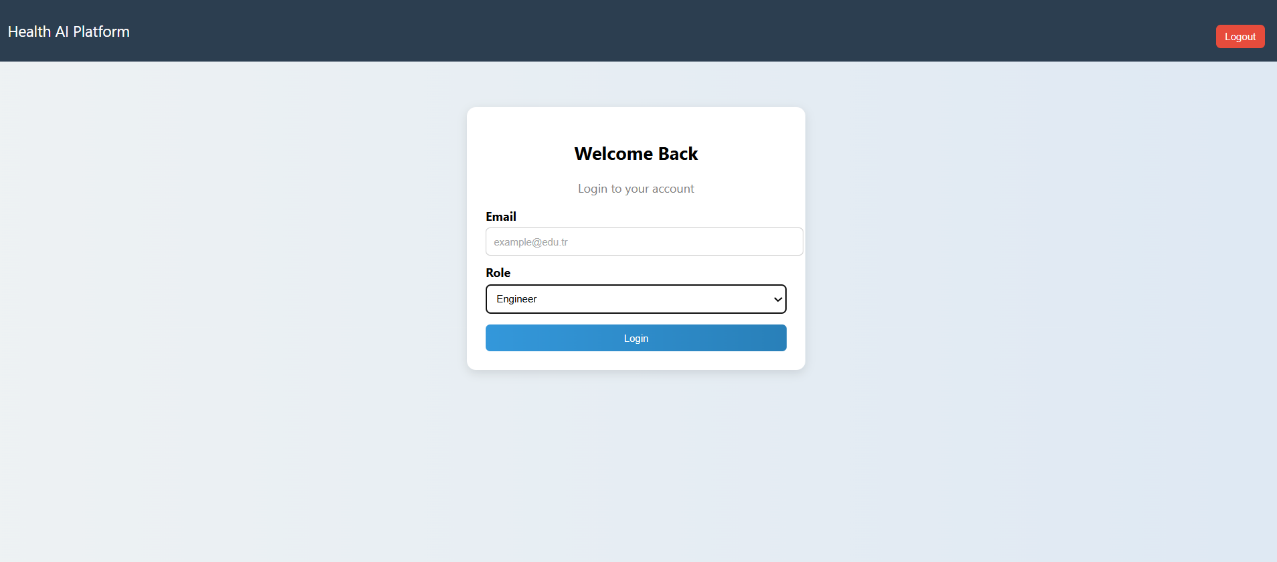 Health AI Platform
Logout
Welcome Back
Login to your account
Email
example@edu.tr
Role
Engineer
Login